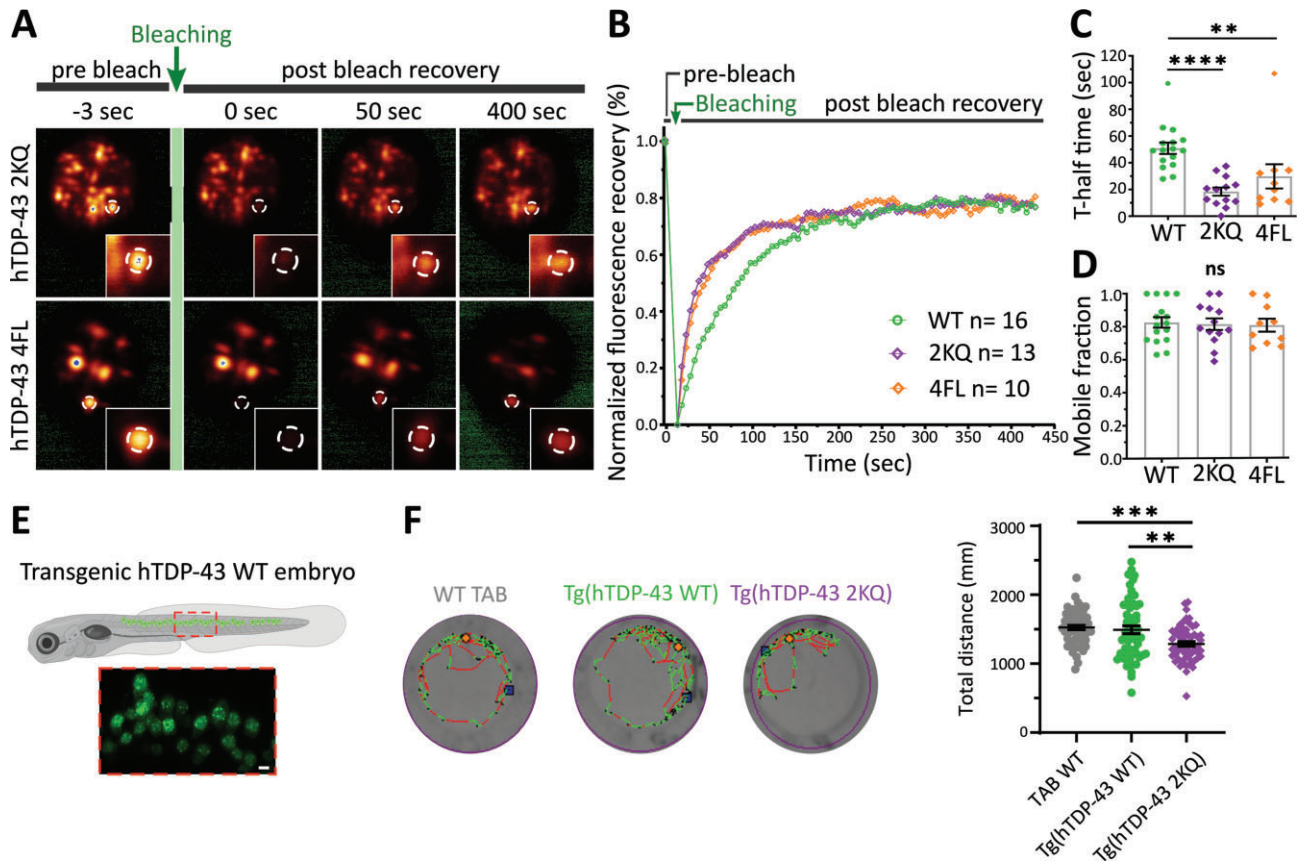 A
Bleaching
pre bleach
post bleach recovery
-3 sec
0 sec
50 sec
400 sec
hTDP-43 2KQ
hTDP-43 4FL
B
pre-bleach
Bleaching
post bleach recovery
Normalized fluorescence recovery (%)
1.0
0.8
0.6
0.4
0.2
0.0
WT n= 16
2KQ n= 13
4FL n= 10
0
50
100
150
200
250
300
350
400
450
Time (sec)
C
**
****
T-half time (sec)
120
100
80
60
40
20
0
WT
2KQ
4FL
D
ns
Mobile fraction
1.0
0.8
0.6
0.4
0.2
0.0
WT
2KQ
4FL
E
Transgenic hTDP-43 WT embryo
F
WT TAB
Tg(hTDP-43 WT)
Tg(hTDP-43 2KQ)
***
**
Total distance (mm)
3000
2000
1000
0
TAB WT
Tg(hTDP-43 WT)
Tg(hTDP-43 2KQ)